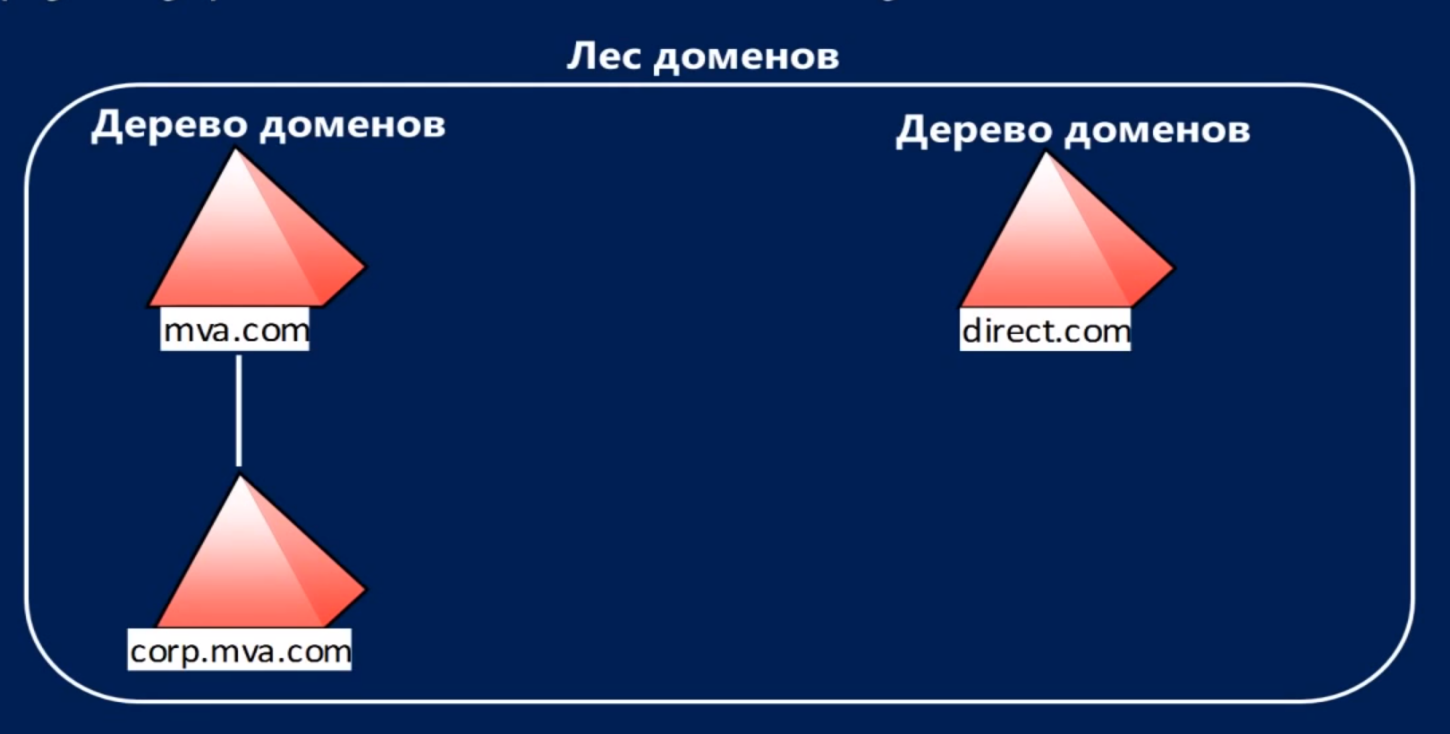 Лес доменов
Дерево доменов
Дерево доменов
mva.com
direct.com
corp.mva.com